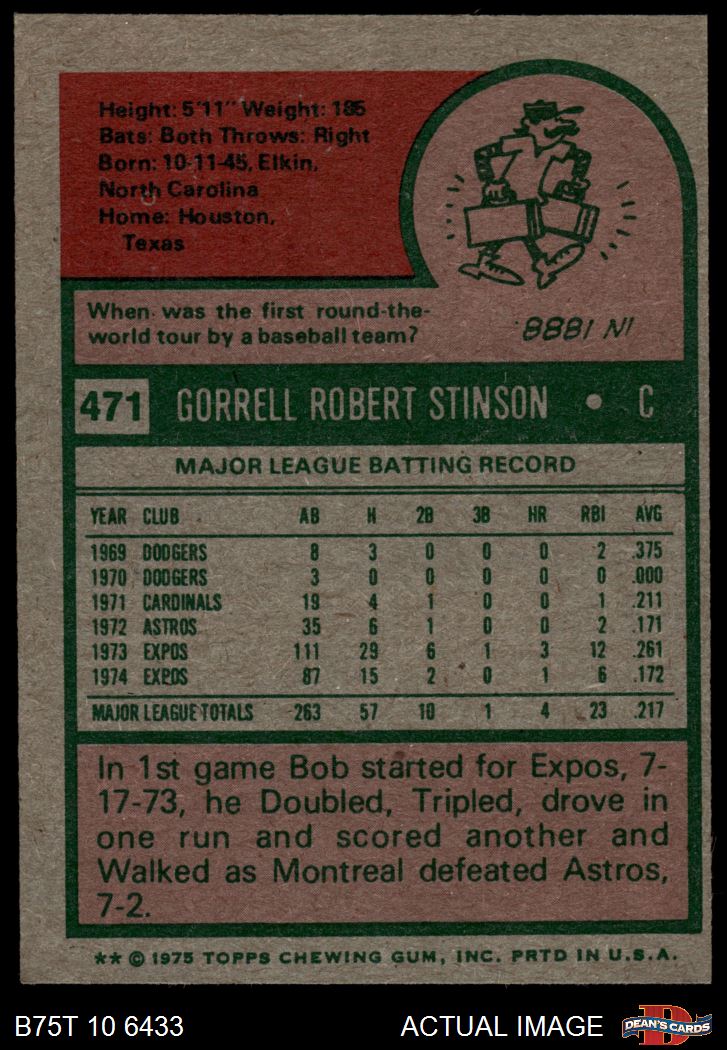 Height: 5'11" Weight: 185
Bats: Both Throws: Right
Born: 10-11-45, Elkin,
North Carolina
Home: Houston,
Texas
When was the first round-the-
world tour by a baseball team?
IN 1888.
471 GORRELL ROBERT STINSON • C
MAJOR LEAGUE BATTING RECORD
YEAR CLUB AB H 2B 3B HR RBI AVG
1969 DODGERS 8 3 0 0 0 2 .375
1970 DODGERS 3 0 0 0 0 0 .000
1971 CARDINALS 19 4 1 0 0 1 .211
1972 ASTROS 35 6 1 0 0 2 .171
1973 EXPOS 111 29 6 1 3 12 .261
1974 EXPOS 87 15 2 0 1 6 .172
MAJOR LEAGUE TOTALS 263 57 10 1 4 23 .217
In 1st game Bob started for Expos, 7-
17-73, he Doubled, Tripled, drove in
one run and scored another and
Walked as Montreal defeated Astros,
7-2.
** © 1975 TOPPS CHEWING GUM, INC. PRTD IN U.S.A.
B75T 10 6433 ACTUAL IMAGE D DEAN'S CARDS